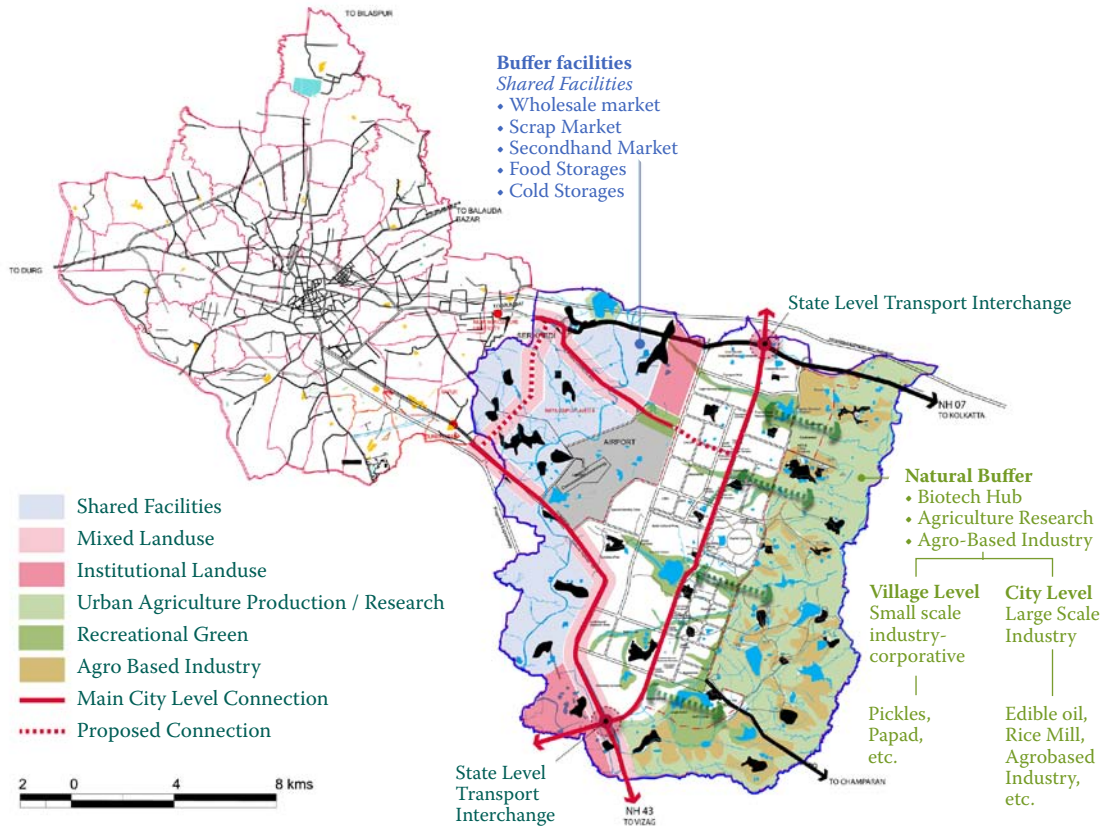 TO BILASPUR
Buffer facilities
Shared Facilities
• Wholesale market
• Scrap Market
• Secondhand Market
• Food Storages
• Cold Storages
TO BALAUDA
BAZAR
TO DURG
State Level Transport Interchange
AIRPORT
NH 07
TO KOLKATTA
Natural Buffer
• Biotech Hub
• Agriculture Research
• Agro-Based Industry
Village Level
Small scale
industry-
corporative
Pickles,
Papad,
etc.
City Level
Large Scale
Industry
Edible oil,
Rice Mill,
Agrobased
Industry,
etc.
Shared Facilities
Mixed Landuse
Institutional Landuse
Urban Agriculture Production / Research
Recreational Green
Agro Based Industry
Main City Level Connection
Proposed Connection
2 0 4 8 kms
State Level
Transport
Interchange
NH 43
TO VIZAG
TO CHAMPARAN